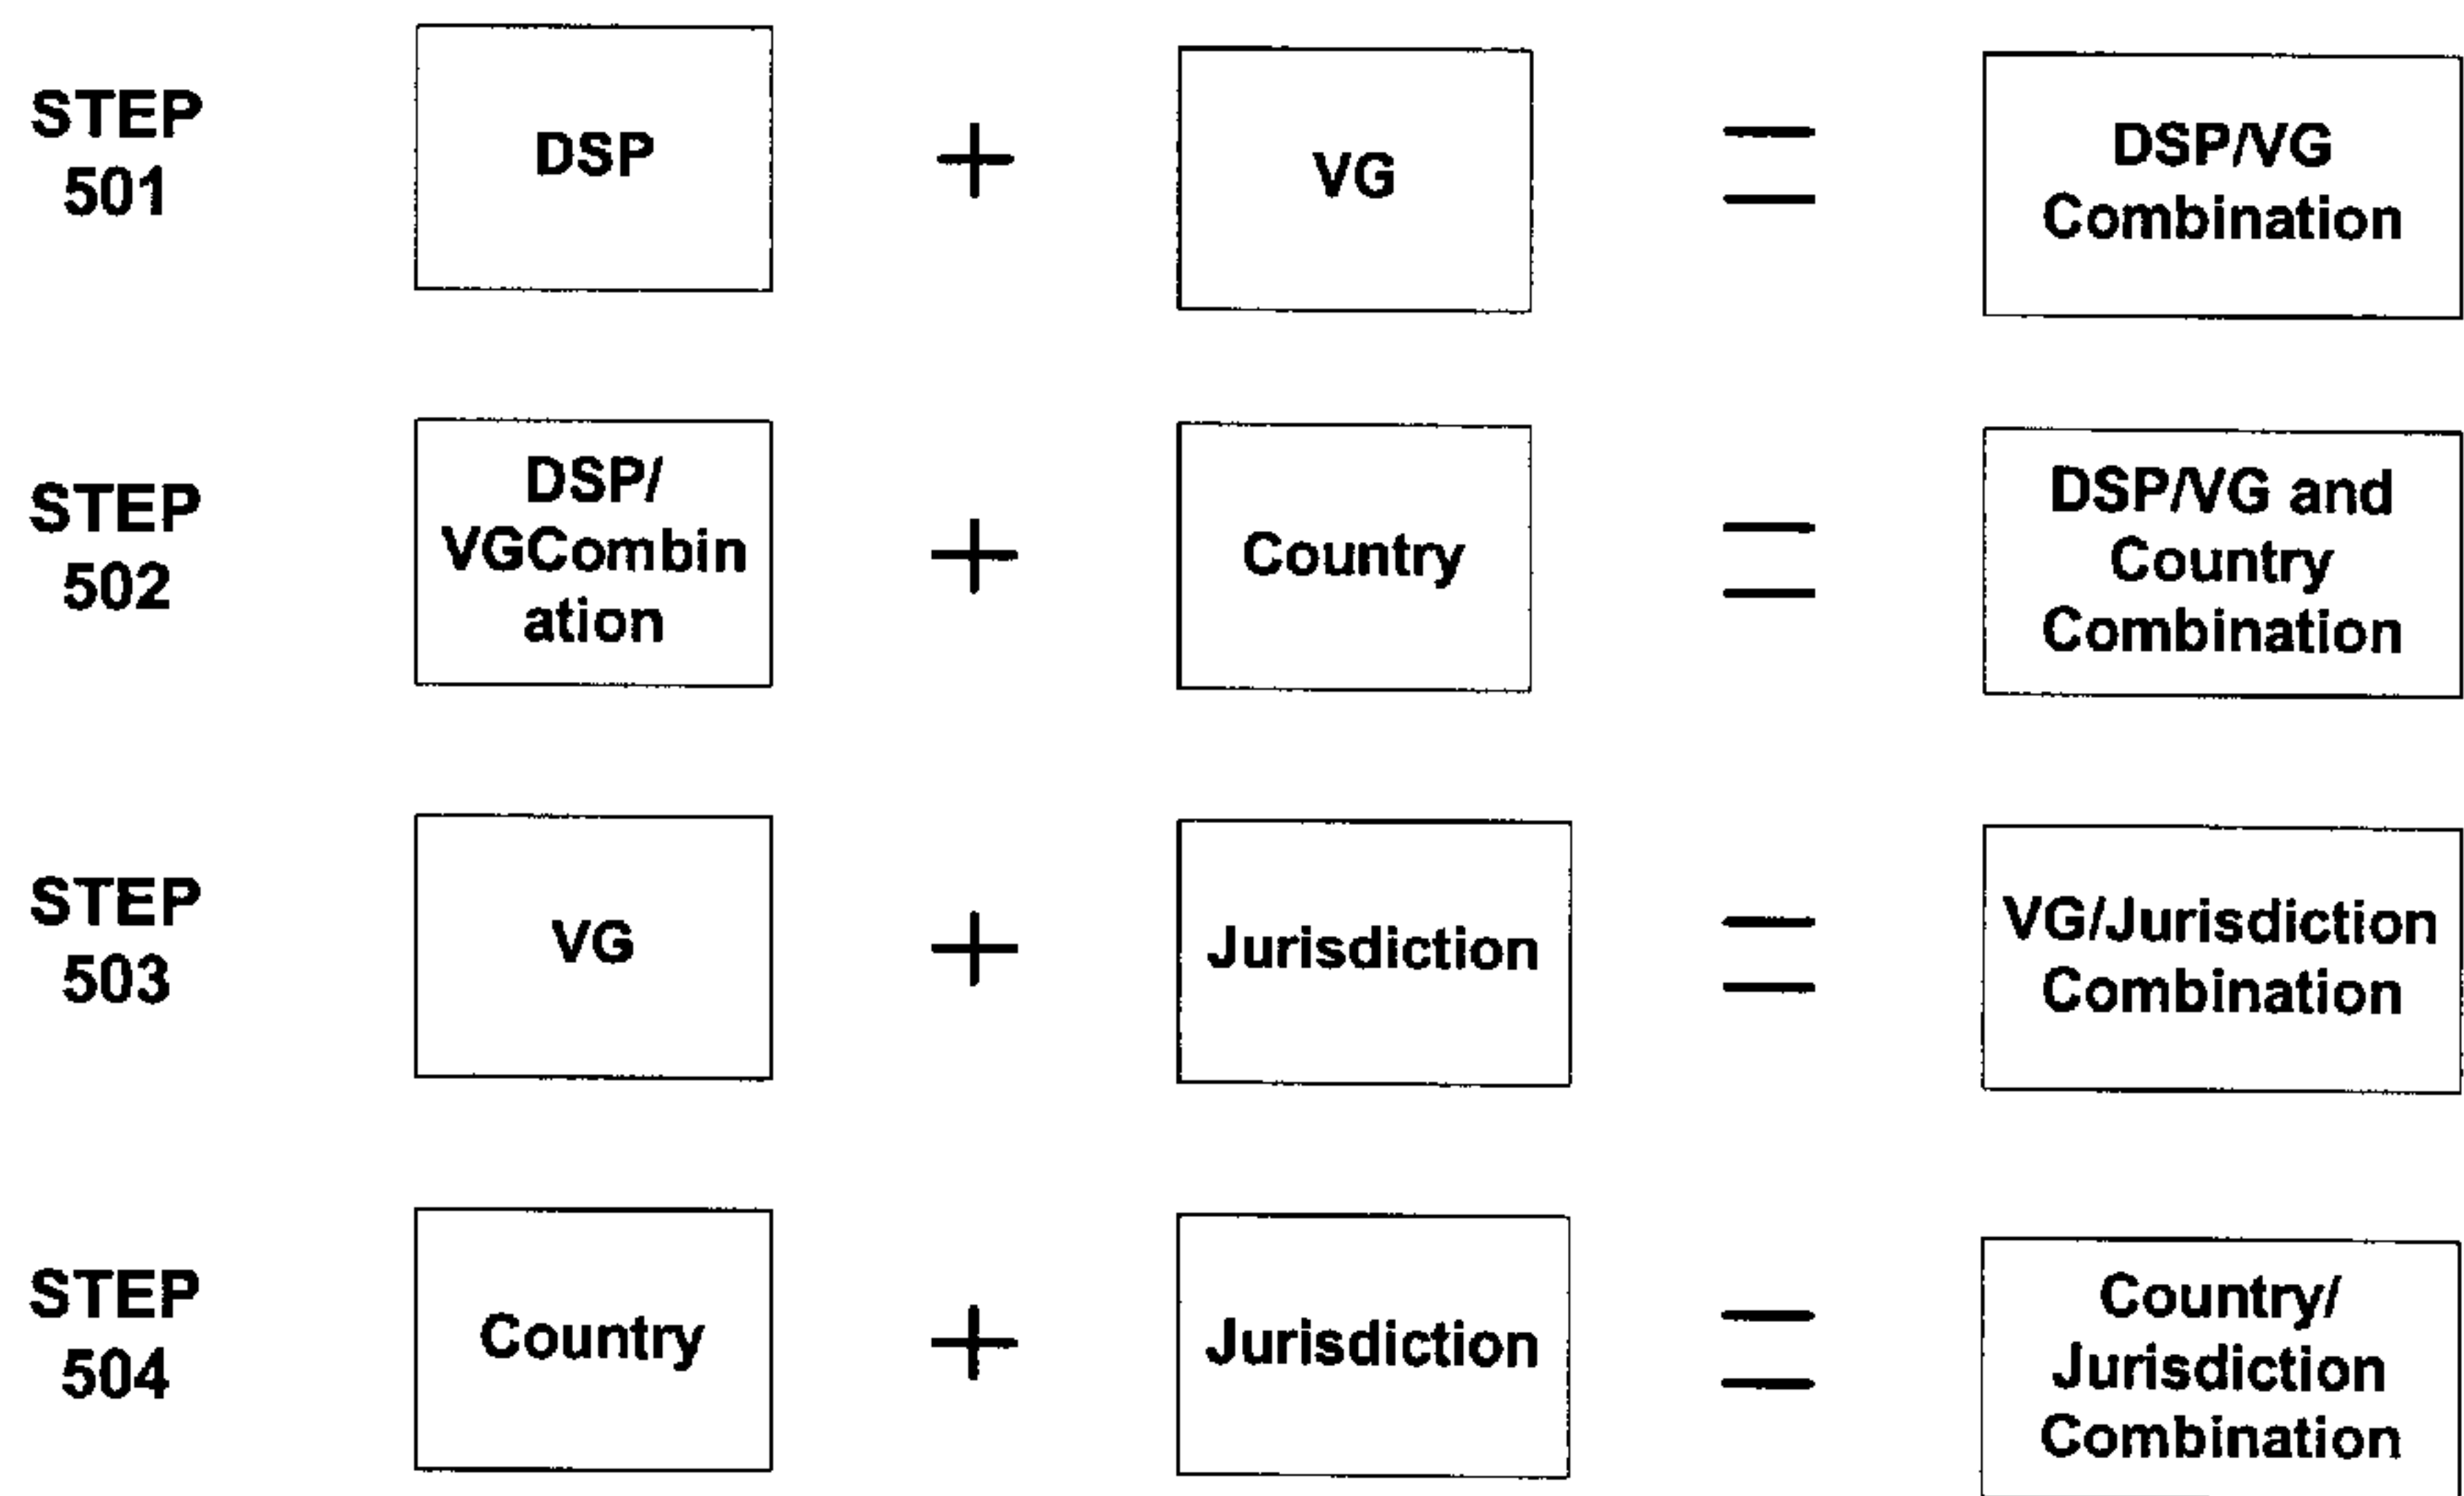 STEP
501
DSP
+
VG
=
DSP/VG
Combination
STEP
502
DSP/
VGCombin
ation
+
Country
=
DSP/VG and
Country
Combination
STEP
503
VG
+
Jurisdiction
=
VG/Jurisdiction
Combination
STEP
504
Country
+
Jurisdiction
=
Country/
Jurisdiction
Combination